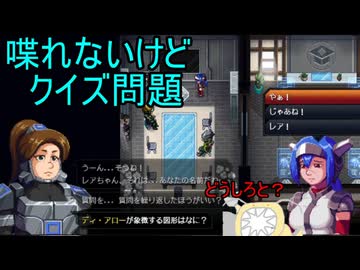 喋れないけど
クイズ問題
やぁ！
じゃあね！
レア！
うーん...そうね！
レアちゃん、それは...あなたの名前だわ
質問を...質問を繰り返したほうがいい？
ディ・アローが象徴する図形はなに？
どうしろと？